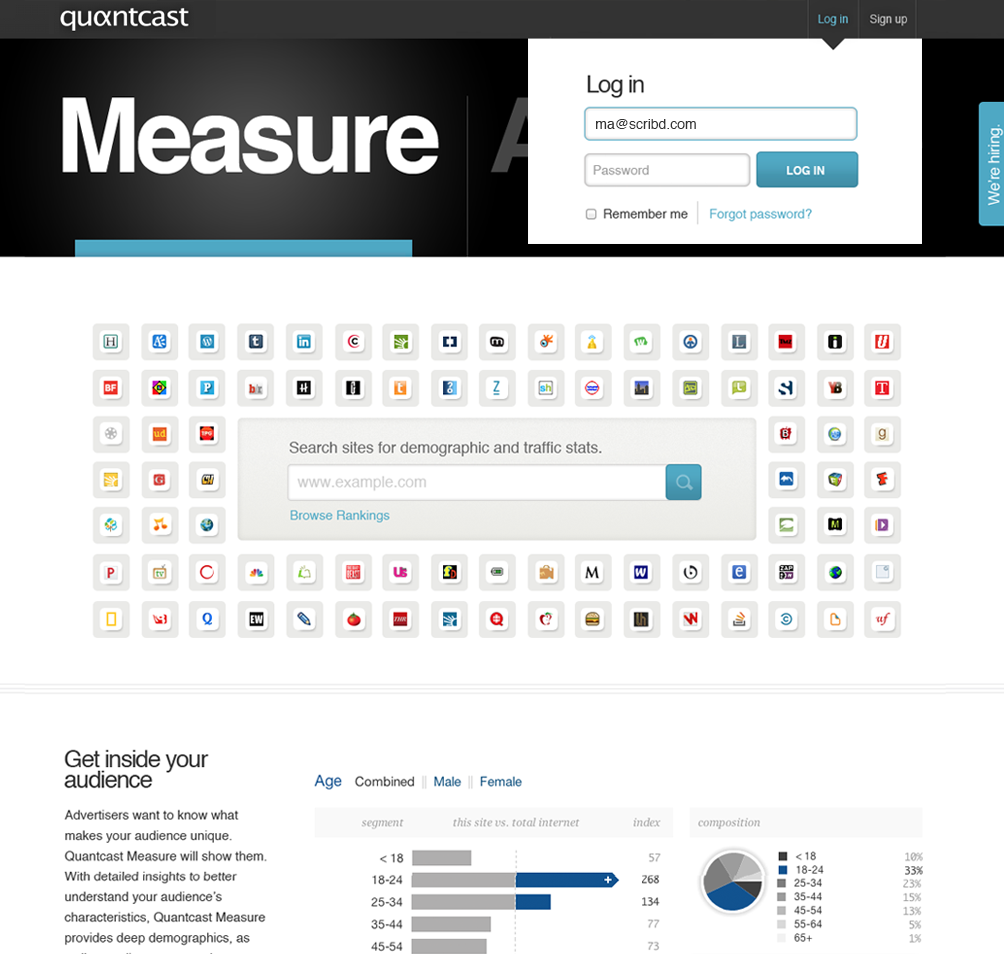 quantcast
Log in
Sign up
Measure
A
Log in
ma@scribd.com
Password
LOG IN
Remember me
Forgot password?
We're hiring.
Search sites for demographic and traffic stats.
www.example.com
Browse Rankings
Get inside your
audience
Advertisers want to know what
makes your audience unique.
Quantcast Measure will show them.
With detailed insights to better
understand your audience's
characteristics, Quantcast Measure
provides deep demographics, as
Age Combined || Male || Female
segment this site vs. total internet index
< 18 57
18-24 + 268
25-34 134
35-44 77
45-54 73
composition
< 18 10%
18-24 33%
25-34 23%
35-44 15%
45-54 13%
55-64 5%
65+ 1%